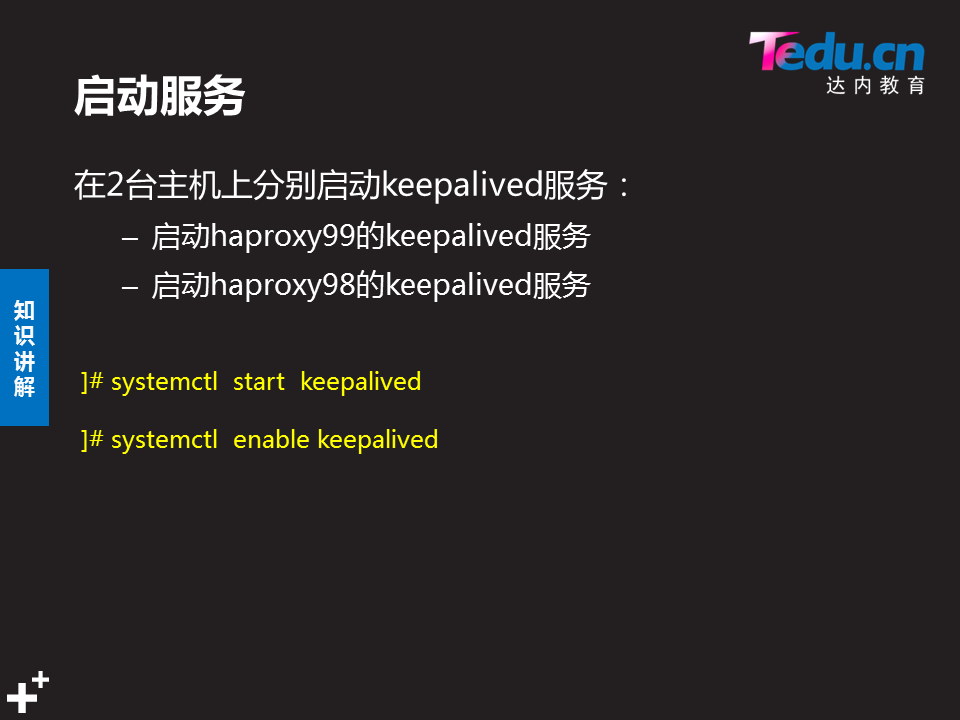 Tedu.cn
达内教育
启动服务
在2台主机上分别启动keepalived服务：
– 启动haproxy99的keepalived服务
– 启动haproxy98的keepalived服务
知识讲解
]# systemctl  start  keepalived
]# systemctl  enable keepalived